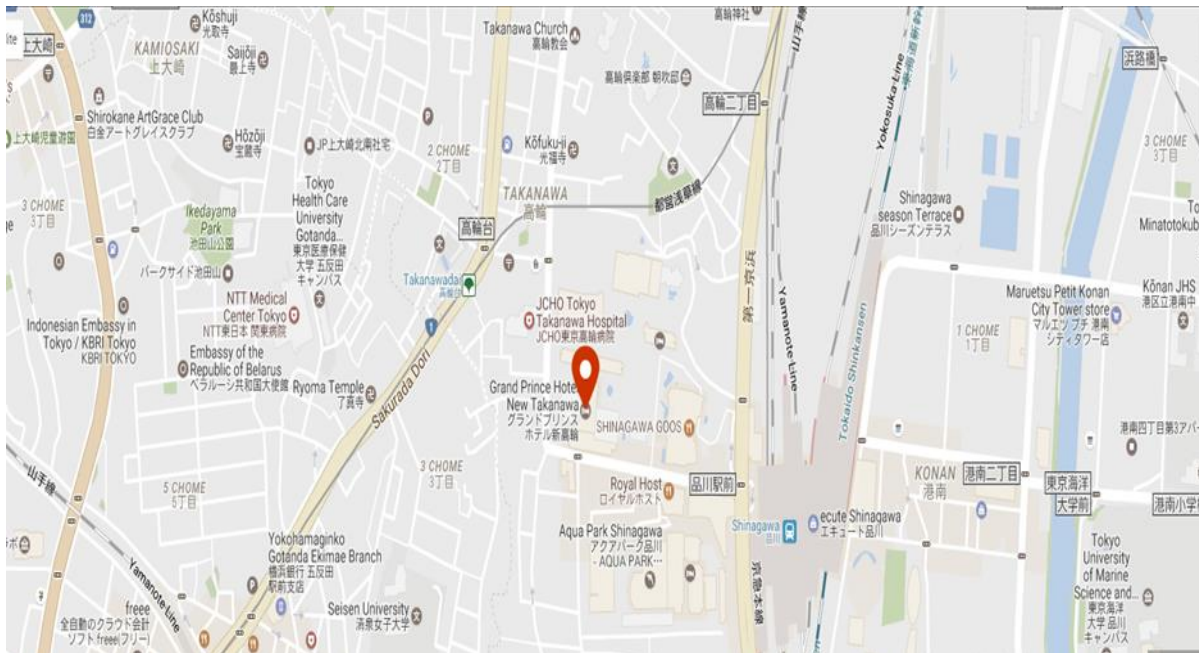 312
上大崎
KAMIOSAKI
上大崎
Kōshuji
光取寺
Saijōji
最上寺
Takanawa Church
高輪教会
高輪神社
高輪倶楽部 朝吹邸
高輪二丁目
山手線
東海道新幹線
Yokosuka Line
浜路橋
Shirokane ArtGrace Club
白金アートグレイスクラブ
上大崎児童遊園
Hōzōji
宝蔵寺
JP上大崎北南社宅
2 CHOME
2丁目
Kōfuku-ji
光福寺
3 CHOME
3丁目
3 CHOME
3丁目
Ikedayama
Park
池田山公園
Tokyo
Health Care
University
Gotanda...
東京医療保健
大学 五反田
キャンパス
TAKANAWA
高輪
都営浅草線
高輪台
Shinagawa
season Terrace
品川シーズンテラス
To
Minatotokub
パークサイド池田山
Takanawadai
高輪台
NTT Medical
Center Tokyo
NTT東日本 関東病院
JCHO Tokyo
Takanawa Hospital
JCHO東京高輪病院
第一京浜
Yamanote Line
Tokaido Shinkansen
Maruetsu Petit Konan
City Tower store
マルエツ プチ 港南
シティタワー店
Kōnan JHS
港区立港南中
1 CHOME
1丁目
Indonesian Embassy in
Tokyo / KBRI Tokyo
KBRI TOKYO
1
Embassy of the
Republic of Belarus
ベラルーシ共和国大使館
Ryoma Temple
了真寺
Sakurada Dori
Grand Prince Hotel
New Takanawa
グランドプリンス
ホテル新高輪
SHINAGAWA GOOS
港南四丁目第3アパー
山手線
5 CHOME
5丁目
3 CHOME
3丁目
Royal Host
ロイヤルホスト
品川駅前
KONAN
港南
港南二丁目
東京海洋
大学前
港南小学校
Aqua Park Shinagawa
アクアパーク品川
- AQUA PARK…
Shinagawa
品川
ecute Shinagawa
エキュート品川
Yokohamaginko
Gotanda Ekimae Branch
横浜銀行 五反田
駅前支店
Yamanote Line
京急本線
Tokyo
University
of Marine
Science and...
東京海洋
大学 品川
キャンパス
freee
全自動のクラウド会計
ソフト freee(フリー)
Seisen University
清泉女子大学